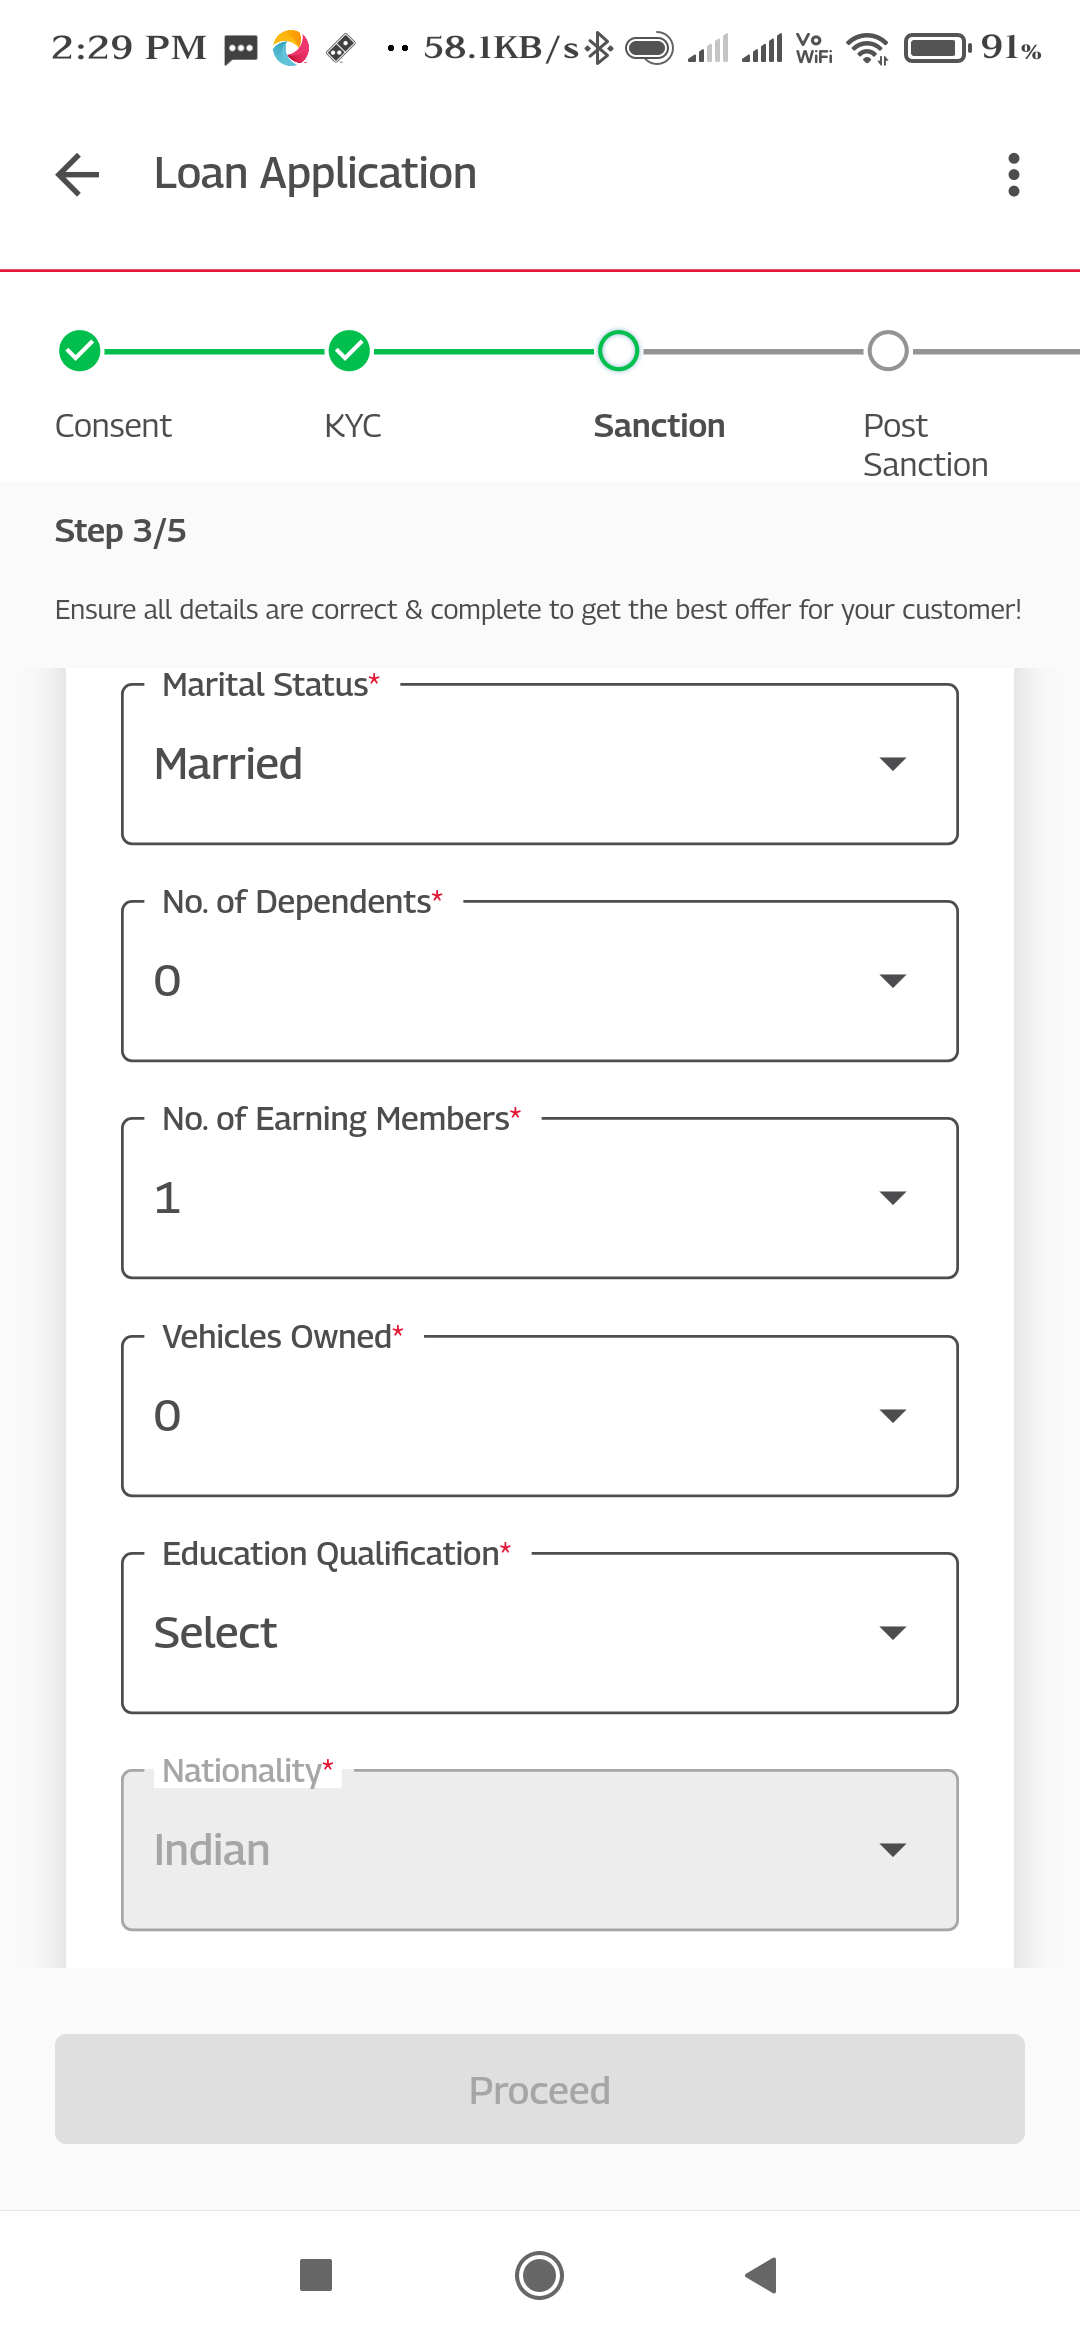 2:29 PM 58.1KB/s Vo WiFi 91%
Loan Application
Consent KYC Sanction Post
Sanction
Step 3/5
Ensure all details are correct & complete to get the best offer for your customer!
Marital Status*
Married
No. of Dependents*
0
No. of Earning Members*
1
Vehicles Owned*
0
Education Qualification*
Select
Nationality*
Indian
Proceed